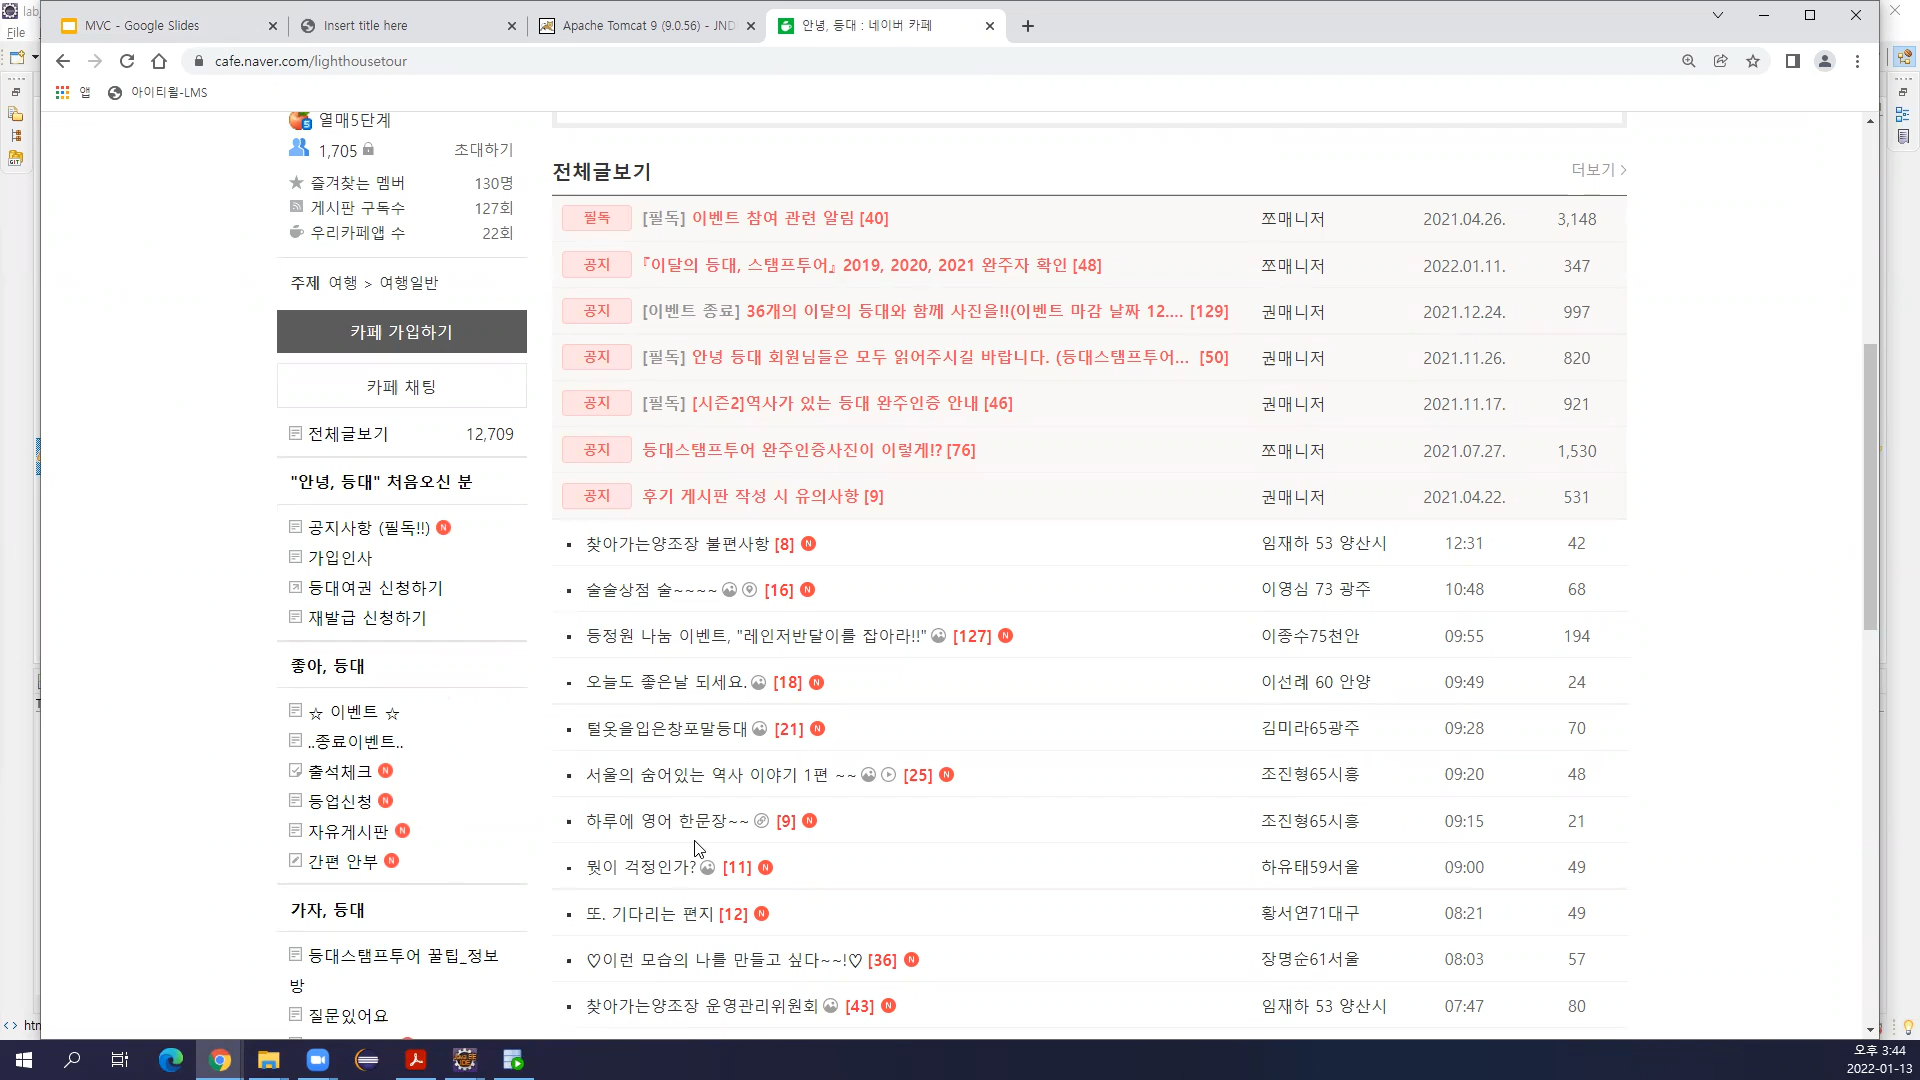 lab
File
MVC - Google Slides
Insert title here
Apache Tomcat 9 (9.0.56) - JND
안녕, 등대 : 네이버 카페
cafe.naver.com/lighthousetour
앱
아이티윌-LMS
열매5단계
1,705 초대하기
즐겨찾는 멤버 130명
게시판 구독수 127회
우리카페앱 수 22회
주제 여행 > 여행일반
카페 가입하기
카페 채팅
전체글보기 12,709
"안녕, 등대" 처음오신 분
공지사항 (필독!!) N
가입인사
등대여권 신청하기
재발급 신청하기
좋아, 등대
☆ 이벤트 ☆
..종료이벤트..
출석체크 N
등업신청 N
자유게시판 N
간편 안부 N
가자, 등대
등대스탬프투어 꿀팁_정보
방
질문있어요
전체글보기 더보기 >
필독 [필독] 이벤트 참여 관련 알림 [40] 쪼매니저 2021.04.26. 3,148
공지 『이달의 등대, 스탬프투어』 2019, 2020, 2021 완주자 확인 [48] 쪼매니저 2022.01.11. 347
공지 [이벤트 종료] 36개의 이달의 등대와 함께 사진을!!(이벤트 마감 날짜 12.... [129] 권매니저 2021.12.24. 997
공지 [필독] 안녕 등대 회원님들은 모두 읽어주시길 바랍니다. (등대스탬프투어... [50] 권매니저 2021.11.26. 820
공지 [필독] [시즌2]역사가 있는 등대 완주인증 안내 [46] 권매니저 2021.11.17. 921
공지 등대스탬프투어 완주인증사진이 이렇게!? [76] 쪼매니저 2021.07.27. 1,530
공지 후기 게시판 작성 시 유의사항 [9] 권매니저 2021.04.22. 531
찾아가는양조장 불편사항 [8] N 임재하 53 양산시 12:31 42
술술상점 술~~~~ [16] N 이영심 73 광주 10:48 68
등정원 나눔 이벤트, "레인저반달이를 잡아라!!" [127] N 이종수75천안 09:55 194
오늘도 좋은날 되세요. [18] N 이선례 60 안양 09:49 24
털옷을입은창포말등대 [21] N 김미라65광주 09:28 70
서울의 숨어있는 역사 이야기 1편 ~~ [25] N 조진형65시흥 09:20 48
하루에 영어 한문장~~ [9] N 조진형65시흥 09:15 21
뭣이 걱정인가? [11] N 하유태59서울 09:00 49
또. 기다리는 편지 [12] N 황서연71대구 08:21 49
♡이런 모습의 나를 만들고 싶다~~!♡ [36] N 장명순61서울 08:03 57
찾아가는양조장 운영관리위원회 [43] N 임재하 53 양산시 07:47 80
htn
오후 3:44
2022-01-13